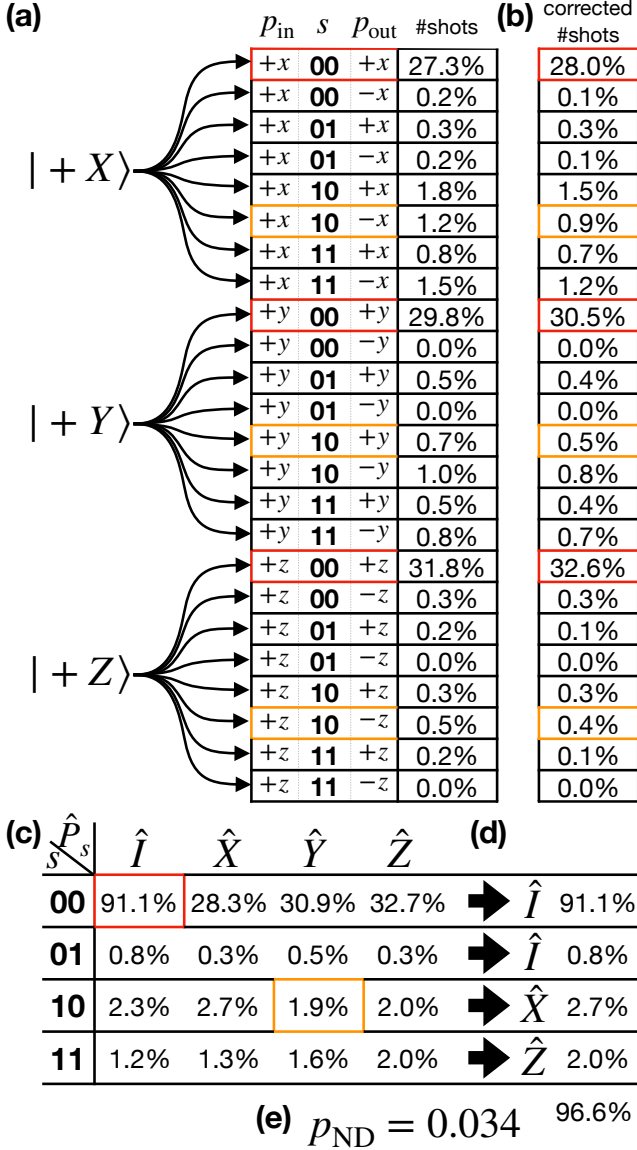 (a) p_in s p_out #shots (b) corrected #shots
+x 00 +x 27.3% 28.0%
+x 00 −x 0.2% 0.1%
+x 01 +x 0.3% 0.3%
+x 01 −x 0.2% 0.1%
|+X⟩ +x 10 +x 1.8% 1.5%
+x 10 −x 1.2% 0.9%
+x 11 +x 0.8% 0.7%
+x 11 −x 1.5% 1.2%
+y 00 +y 29.8% 30.5%
+y 00 −y 0.0% 0.0%
+y 01 +y 0.5% 0.4%
+y 01 −y 0.0% 0.0%
|+Y⟩ +y 10 +y 0.7% 0.5%
+y 10 −y 1.0% 0.8%
+y 11 +y 0.5% 0.4%
+y 11 −y 0.8% 0.7%
+z 00 +z 31.8% 32.6%
+z 00 −z 0.3% 0.3%
+z 01 +z 0.2% 0.1%
+z 01 −z 0.0% 0.0%
|+Z⟩ +z 10 +z 0.3% 0.3%
+z 10 −z 0.5% 0.4%
+z 11 +z 0.2% 0.1%
+z 11 −z 0.0% 0.0%
(c) s P̂_s Î X̂ Ŷ Ẑ (d)
00 91.1% 28.3% 30.9% 32.7% Î 91.1%
01 0.8% 0.3% 0.5% 0.3% Î 0.8%
10 2.3% 2.7% 1.9% 2.0% X̂ 2.7%
11 1.2% 1.3% 1.6% 2.0% Ẑ 2.0%
(e) p_ND = 0.034 96.6%